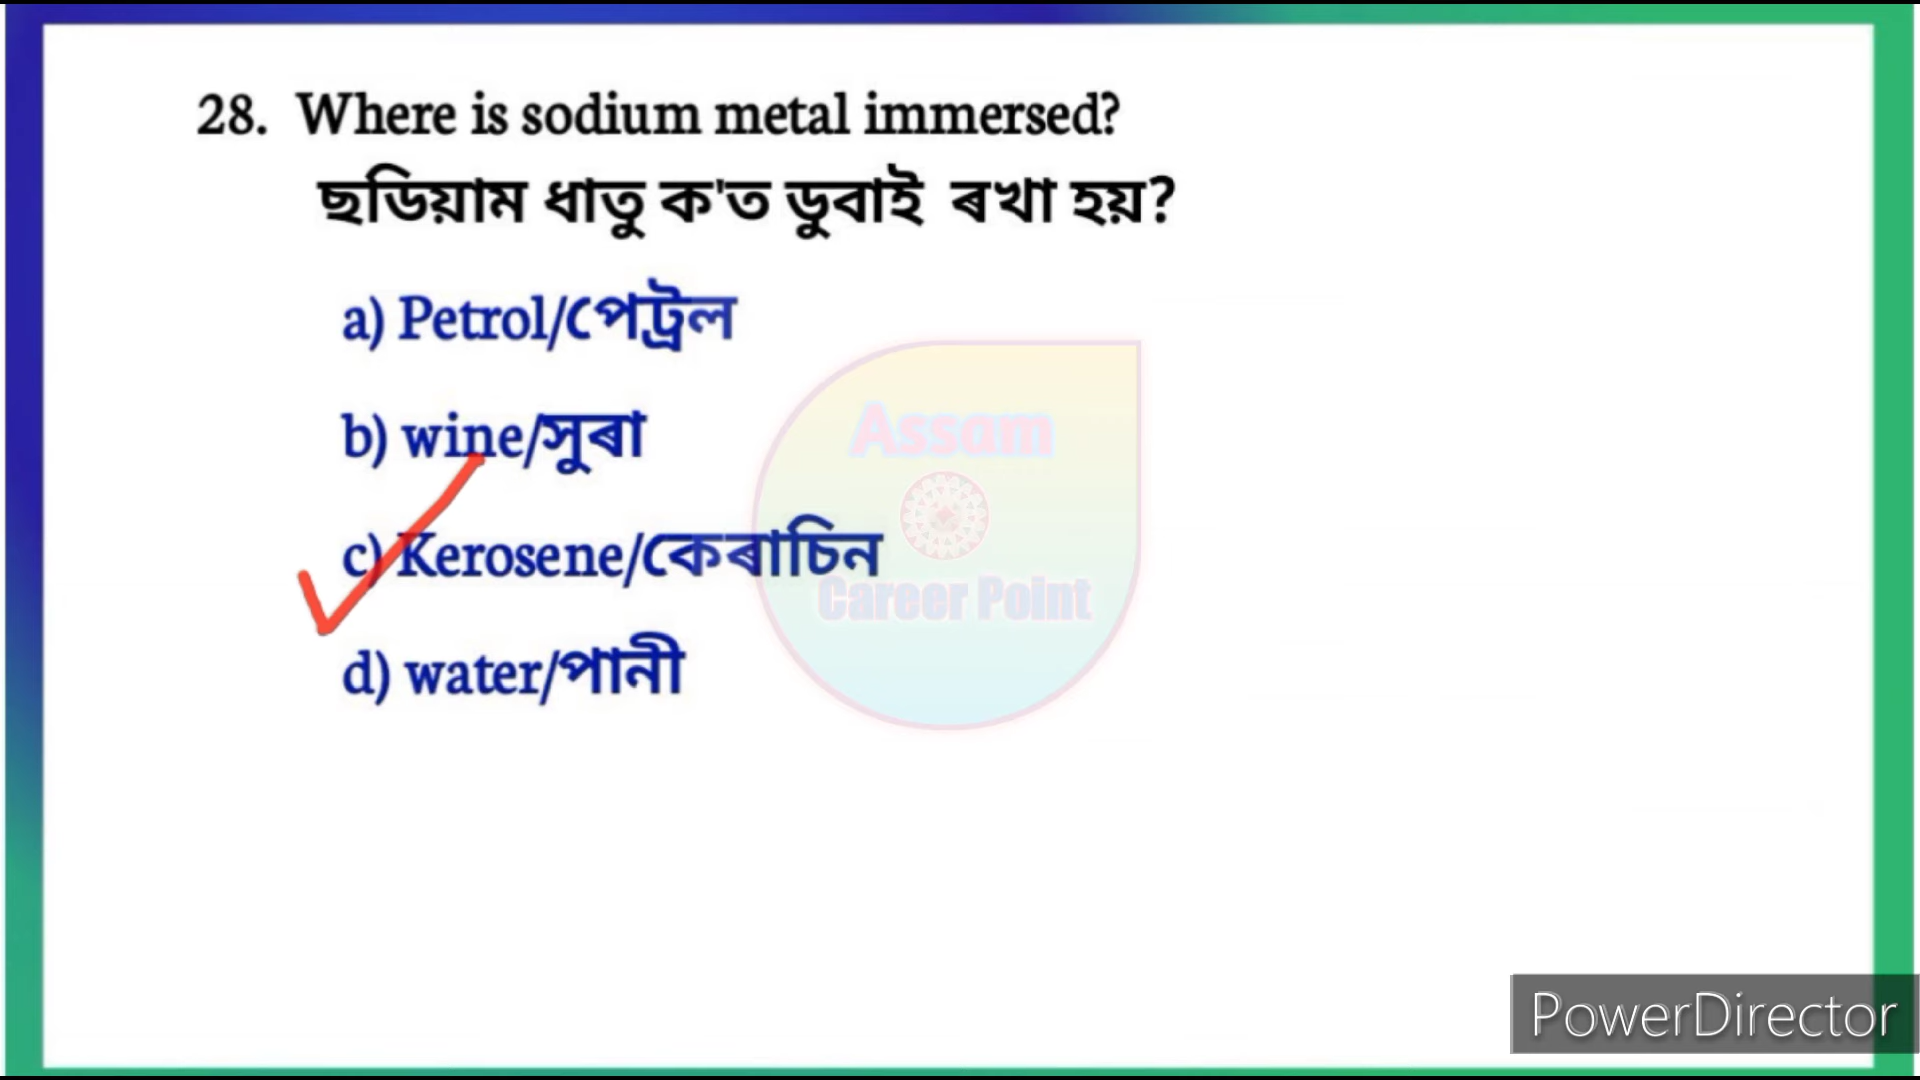 28. Where is sodium metal immersed?
ছডিয়াম ধাতু ক'ত ডুবাই ৰখা হয়?
a) Petrol/পেট্ৰল
b) wine/সুৰা
c) Kerosene/কেৰাচিন
d) water/পানী
Assam
Career Point
PowerDirector